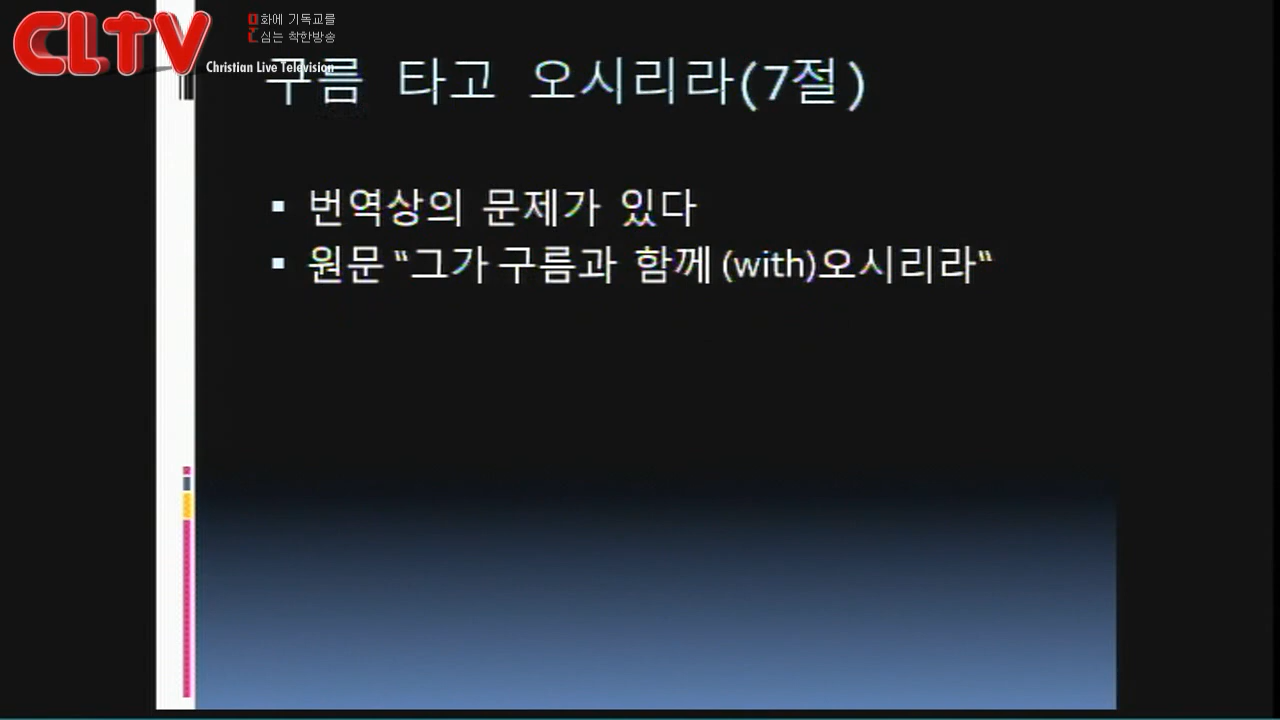 CLTV
문화에 기독교를
심는 착한방송
Christian Live Television
구름 타고 오시리라(7절)
▪ 번역상의 문제가 있다
▪ 원문 “그가 구름과 함께 (with)오시리라“